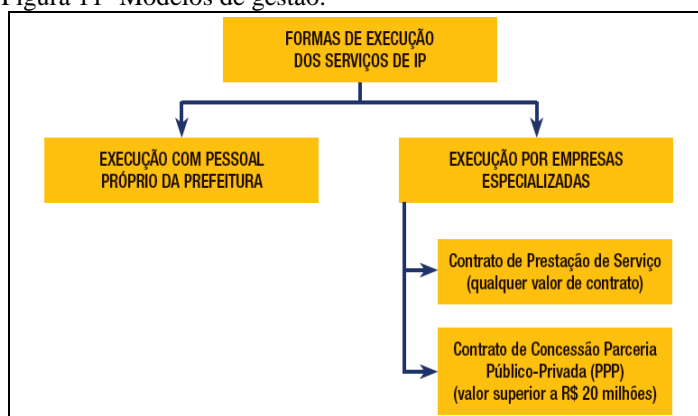 Figura 11- Modelos de gestão.
FORMAS DE EXECUÇÃO
DOS SERVIÇOS DE IP
EXECUÇÃO COM PESSOAL
PRÓPRIO DA PREFEITURA
EXECUÇÃO POR EMPRESAS
ESPECIALIZADAS
Contrato de Prestação de Serviço
(qualquer valor de contrato)
Contrato de Concessão Parceria
Público-Privada (PPP)
(valor superior a R$ 20 milhões)